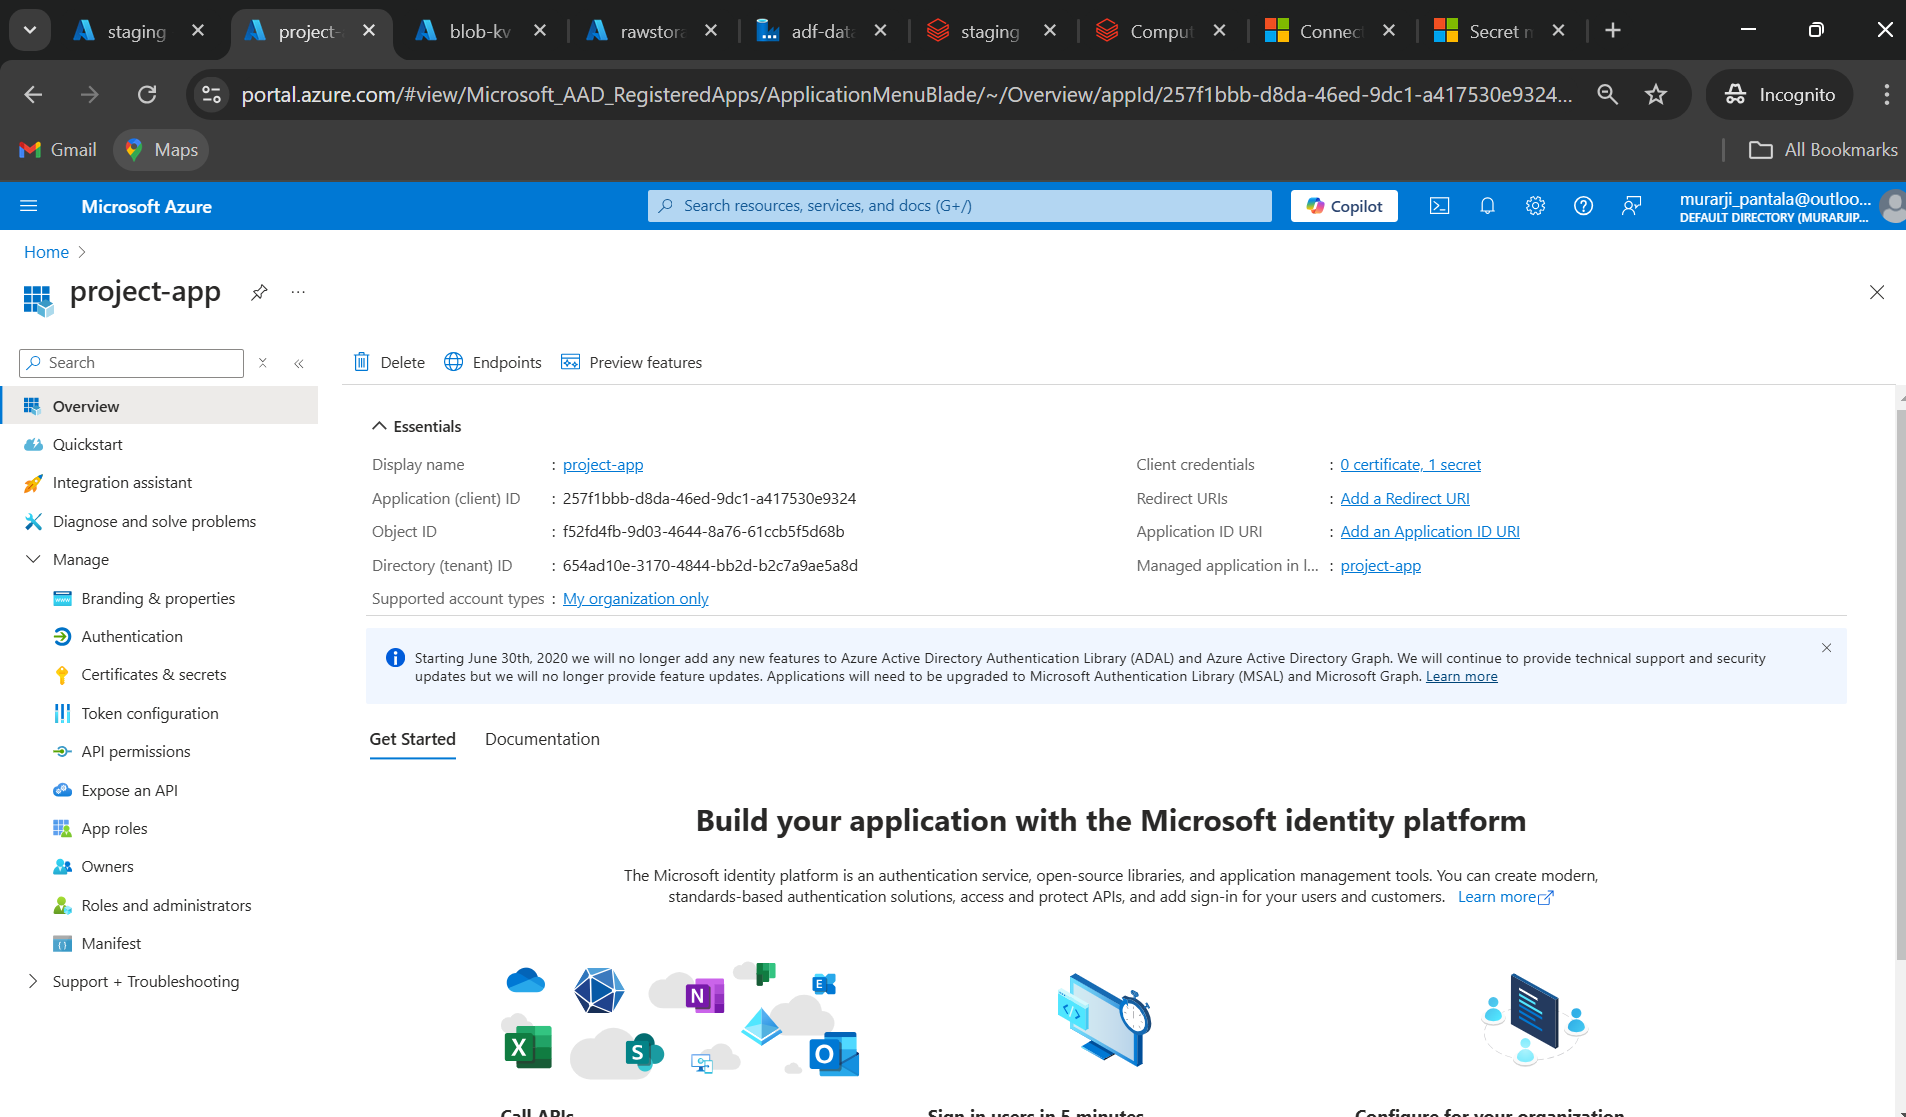 staging
project-
blob-kv
rawstora
adf-data
staging
Comput
Connec
Secret m
portal.azure.com/#view/Microsoft_AAD_RegisteredApps/ApplicationMenuBlade/~/Overview/appId/257f1bbb-d8da-46ed-9dc1-a417530e9324...
Incognito
Gmail
Maps
All Bookmarks
Microsoft Azure
Search resources, services, and docs (G+/)
Copilot
murarji_pantala@outloo...
DEFAULT DIRECTORY (MURARJIP...
Home
project-app
...
Search
Delete
Endpoints
Preview features
Overview
Quickstart
Integration assistant
Diagnose and solve problems
Manage
Branding & properties
Authentication
Certificates & secrets
Token configuration
API permissions
Expose an API
App roles
Owners
Roles and administrators
Manifest
Support + Troubleshooting
Essentials
Display name : project-app
Application (client) ID : 257f1bbb-d8da-46ed-9dc1-a417530e9324
Object ID : f52fd4fb-9d03-4644-8a76-61ccb5f5d68b
Directory (tenant) ID : 654ad10e-3170-4844-bb2d-b2c7a9ae5a8d
Supported account types : My organization only
Client credentials : 0 certificate, 1 secret
Redirect URIs : Add a Redirect URI
Application ID URI : Add an Application ID URI
Managed application in l... : project-app
Starting June 30th, 2020 we will no longer add any new features to Azure Active Directory Authentication Library (ADAL) and Azure Active Directory Graph. We will continue to provide technical support and security
updates but we will no longer provide feature updates. Applications will need to be upgraded to Microsoft Authentication Library (MSAL) and Microsoft Graph. Learn more
Get Started
Documentation
Build your application with the Microsoft identity platform
The Microsoft identity platform is an authentication service, open-source libraries, and application management tools. You can create modern,
standards-based authentication solutions, access and protect APIs, and add sign-in for your users and customers. Learn more
N
E
X
S
O
Call APIs
Sign in users in 5 minutes
Configure for your organization